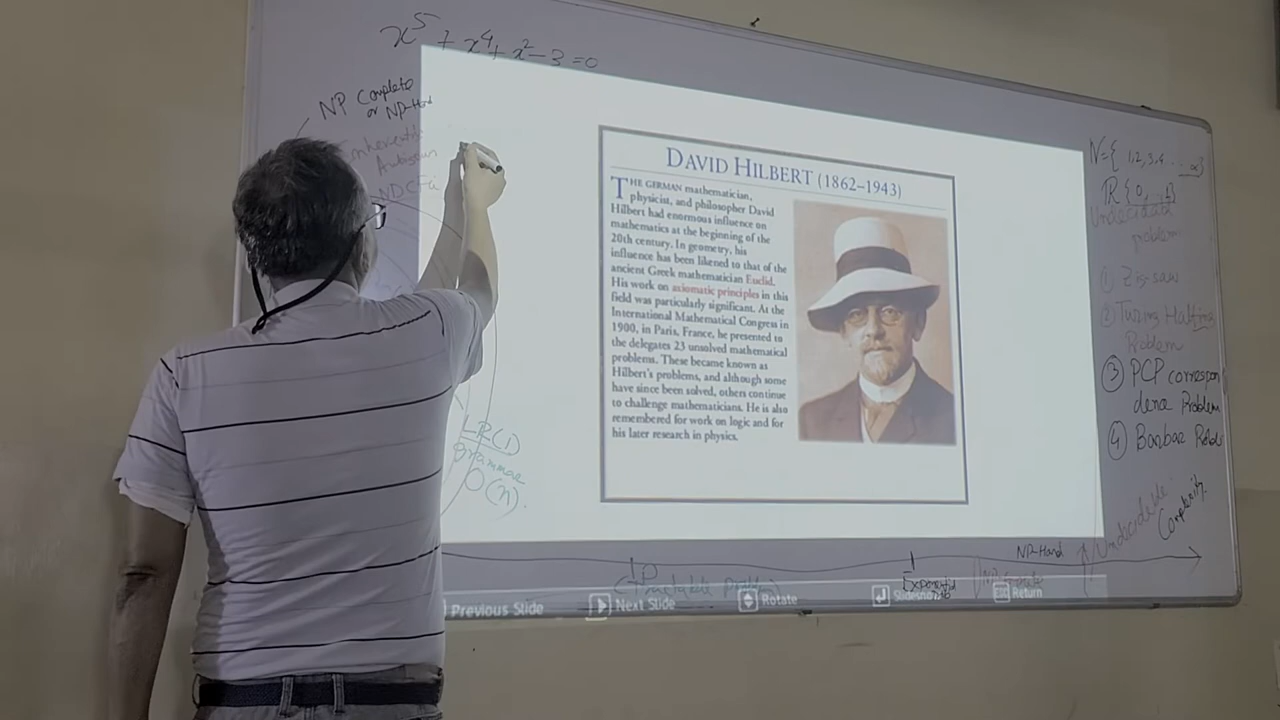 x⁵ + x⁴ + x² - 3 = 0
NP Complete
or NP-Hard
NDCFG
LR(1)
grammar
O(n).
DAVID HILBERT (1862–1943)
THE GERMAN mathematician,
physicist, and philosopher David
Hilbert had enormous influence on
mathematics at the beginning of the
20th century. In geometry, his
influence has been likened to that of the
ancient Greek mathematician Euclid.
His work on axiomatic principles in this
field was particularly significant. At the
International Mathematical Congress in
1900, in Paris, France, he presented to
the delegates 23 unsolved mathematical
problems. These became known as
Hilbert's problems, and although some
have since been solved, others continue
to challenge mathematicians. He is also
remembered for work on logic and for
his later research in physics.
N={ 1,2,3,4 ... ∞}
R {0, ... 1}
problem
① Zig-saw
② Turing Halting
Problem
③ PCP correspon
dence Problem
④ Undecidable
Complexity.
NP-Hard
P
Exponential
(Tractable Problem)
NP Complete
Previous Slide
Next Slide
Rotate
Slideshow
ESC Return